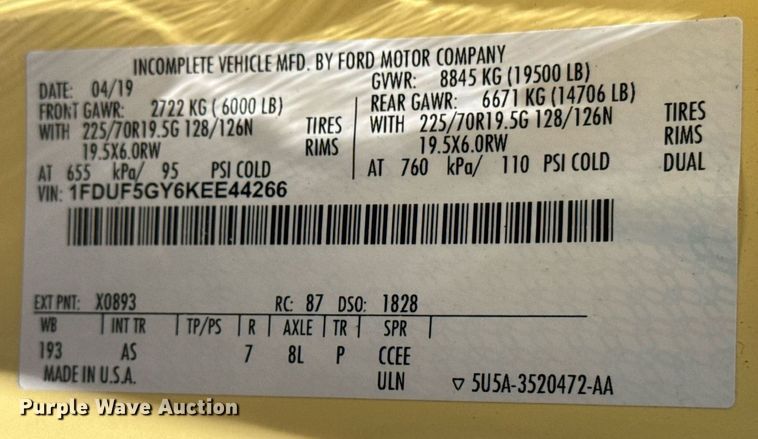 INCOMPLETE VEHICLE MFD. BY FORD MOTOR COMPANY
DATE: 04/19 GVWR: 8845 KG (19500 LB)
FRONT GAWR: 2722 KG ( 6000 LB) REAR GAWR: 6671 KG (14706 LB)
WITH 225/70R19.5G 128/126N TIRES WITH 225/70R19.5G 128/126N TIRES
19.5X6.0RW RIMS 19.5X6.0RW RIMS
AT 655 kPa/ 95 PSI COLD AT 760 kPa/ 110 PSI COLD DUAL
VIN: 1FDUF5GY6KEE44266
EXT PNT: X0893 RC: 87 DSO: 1828
WB INT TR TP/PS R AXLE TR SPR
193 AS 7 8L P CCEE
MADE IN U.S.A. ULN ▽ 5U5A-3520472-AA
Purple Wave Auction